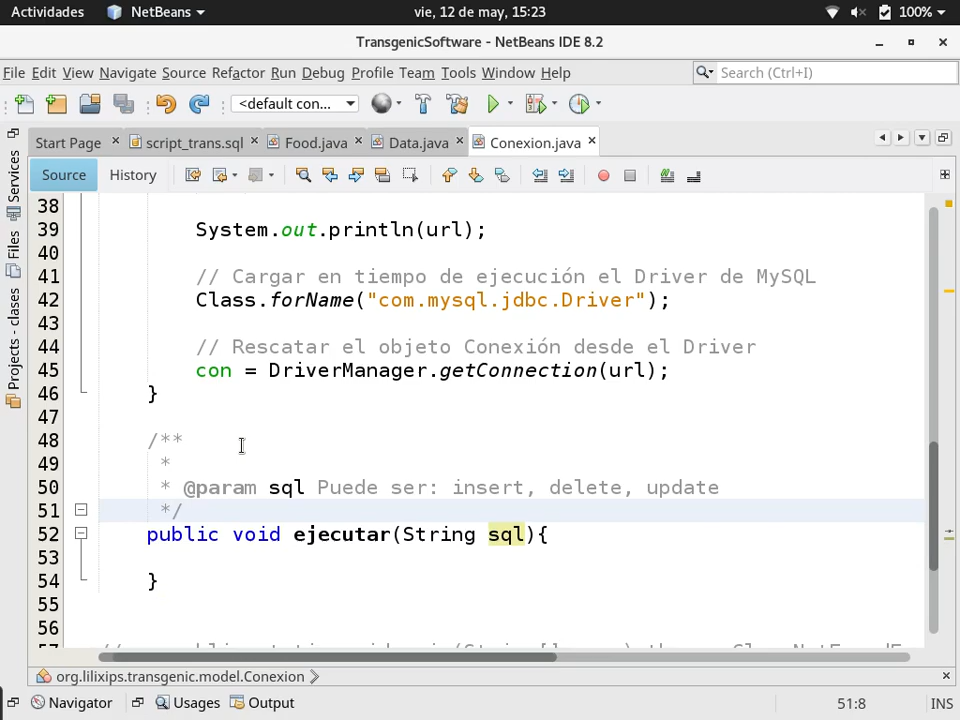 Actividades NetBeans vie, 12 de may, 15:23 100%
TransgenicSoftware - NetBeans IDE 8.2
File Edit View Navigate Source Refactor Run Debug Profile Team Tools Window Help Search (Ctrl+I)
<default con...
Start Page script_trans.sql Food.java Data.java Conexion.java
Services
Files
Projects - clases
Source History
38
39 System.out.println(url);
40
41 // Cargar en tiempo de ejecución el Driver de MySQL
42 Class.forName("com.mysql.jdbc.Driver");
43
44 // Rescatar el objeto Conexión desde el Driver
45 con = DriverManager.getConnection(url);
46 }
47
48 /**
49 *
50 * @param sql Puede ser: insert, delete, update
51 */
52 public void ejecutar(String sql){
53
54 }
55
56
org.lilixips.transgenic.model.Conexion
Navigator Usages Output 51:8 INS